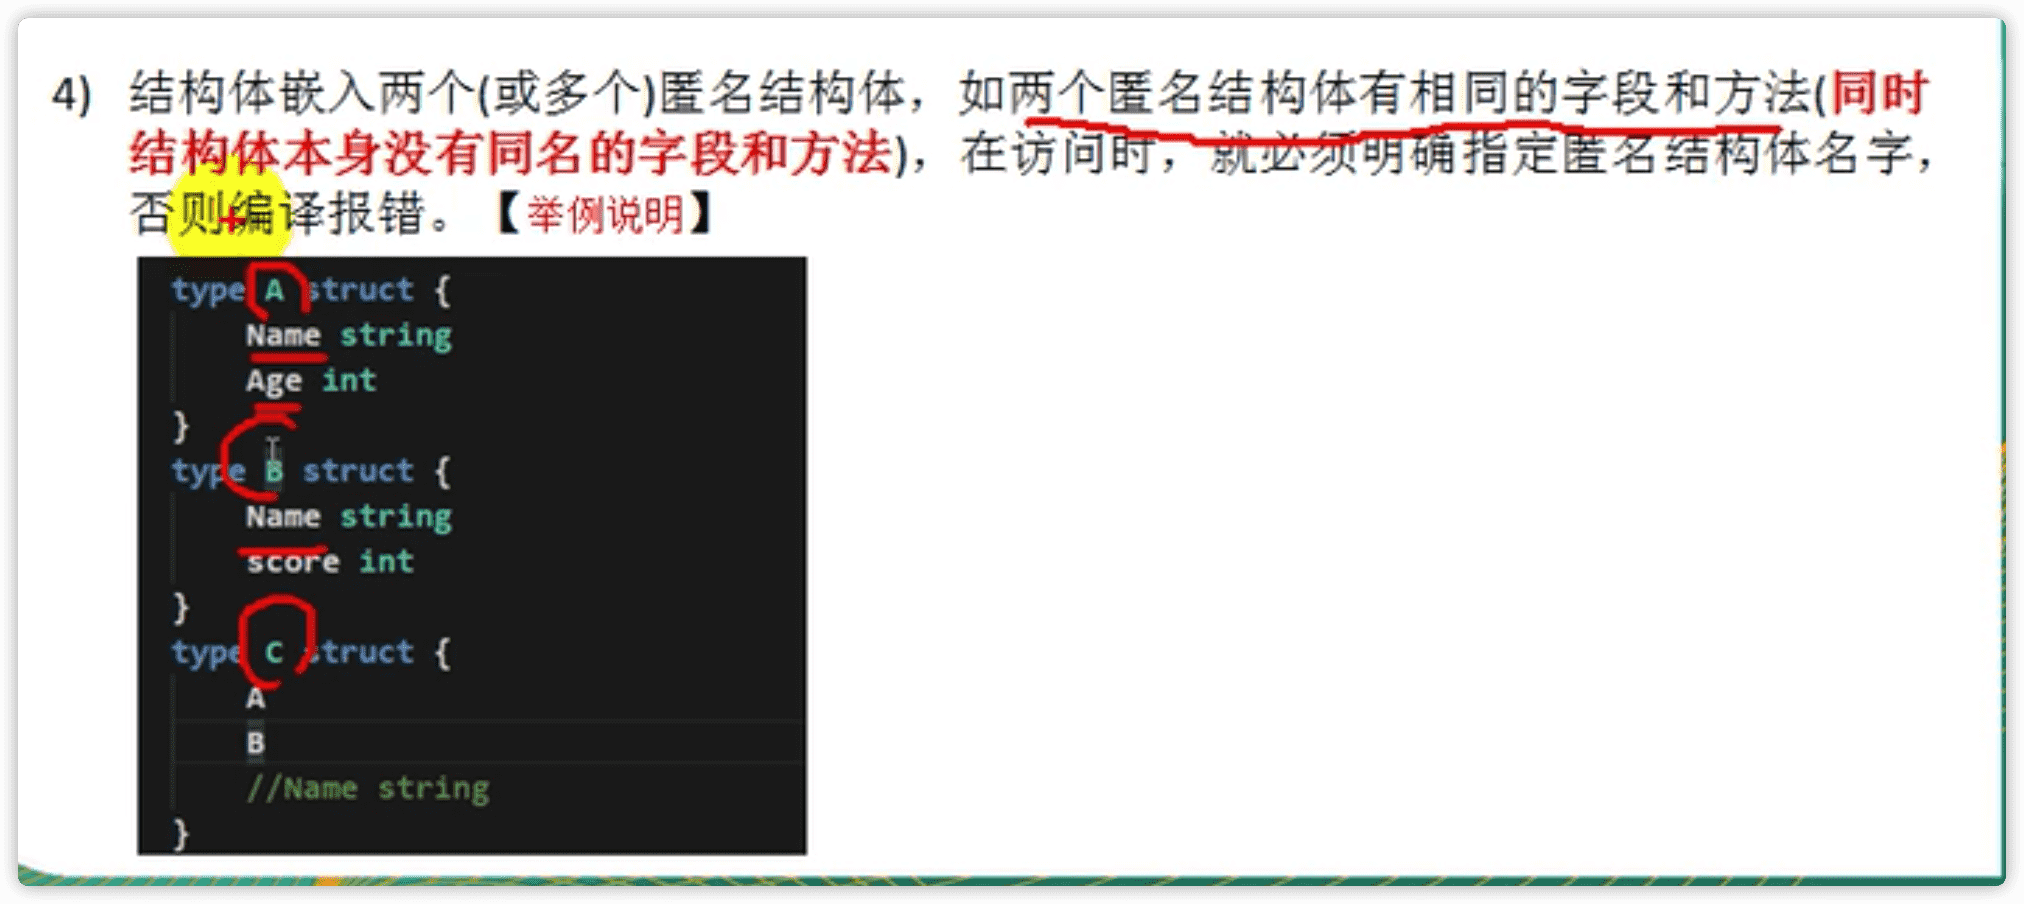 4) 结构体嵌入两个(或多个)匿名结构体，如两个匿名结构体有相同的字段和方法(同时
结构体本身没有同名的字段和方法)，在访问时，就必须明确指定匿名结构体名字，
否则编译报错。【举例说明】
type A struct {
Name string
Age int
}
type B struct {
Name string
score int
}
type C struct {
A
B
//Name string
}